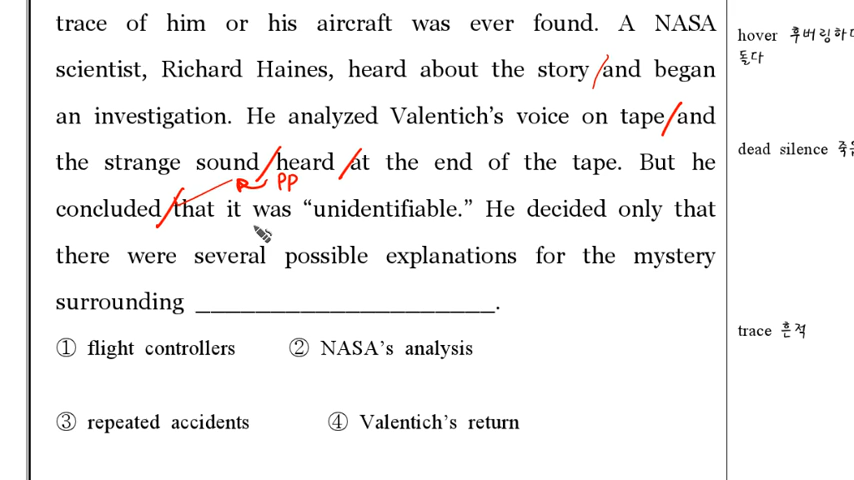 trace of him or his aircraft was ever found. A NASA
scientist, Richard Haines, heard about the story and began
an investigation. He analyzed Valentich's voice on tape and
the strange sound heard at the end of the tape. But he
PP
concluded that it was “unidentifiable.” He decided only that
there were several possible explanations for the mystery
surrounding ____________________.
① flight controllers ② NASA's analysis
③ repeated accidents ④ Valentich's return
hover 후버링하
돌다
dead silence
trace 흔적